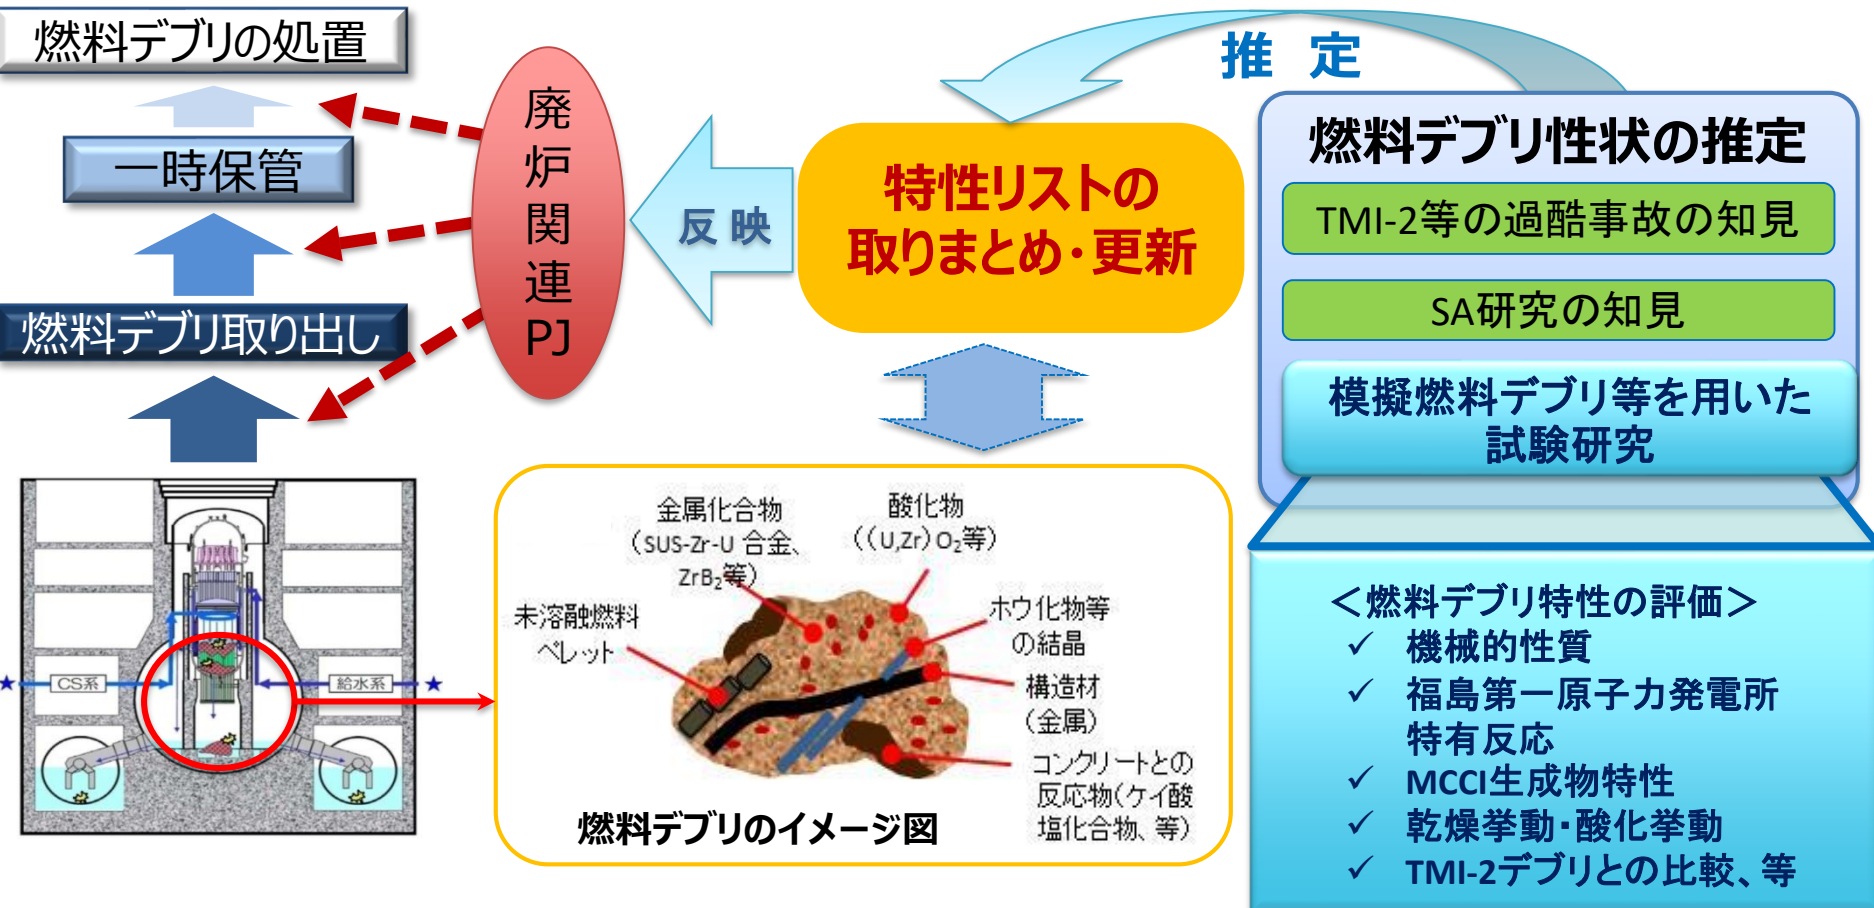 燃料デブリの処置
一時保管
燃料デブリ取り出し
廃炉関連PJ
反映
特性リストの
取りまとめ・更新
推定
燃料デブリ性状の推定
TMI-2等の過酷事故の知見
SA研究の知見
模擬燃料デブリ等を用いた
試験研究
＜燃料デブリ特性の評価＞
✓ 機械的性質
✓ 福島第一原子力発電所
特有反応
✓ MCCI生成物特性
✓ 乾燥挙動・酸化挙動
✓ TMI-2デブリとの比較、等
★ CS系
給水系 ★
金属化合物
（SUS-Zr-U 合金、
ZrB₂等）
酸化物
（(U,Zr）O₂等）
未溶融燃料
ペレット
ホウ化物等
の結晶
構造材
（金属）
コンクリートとの
反応物（ケイ酸
塩化合物、等）
燃料デブリのイメージ図